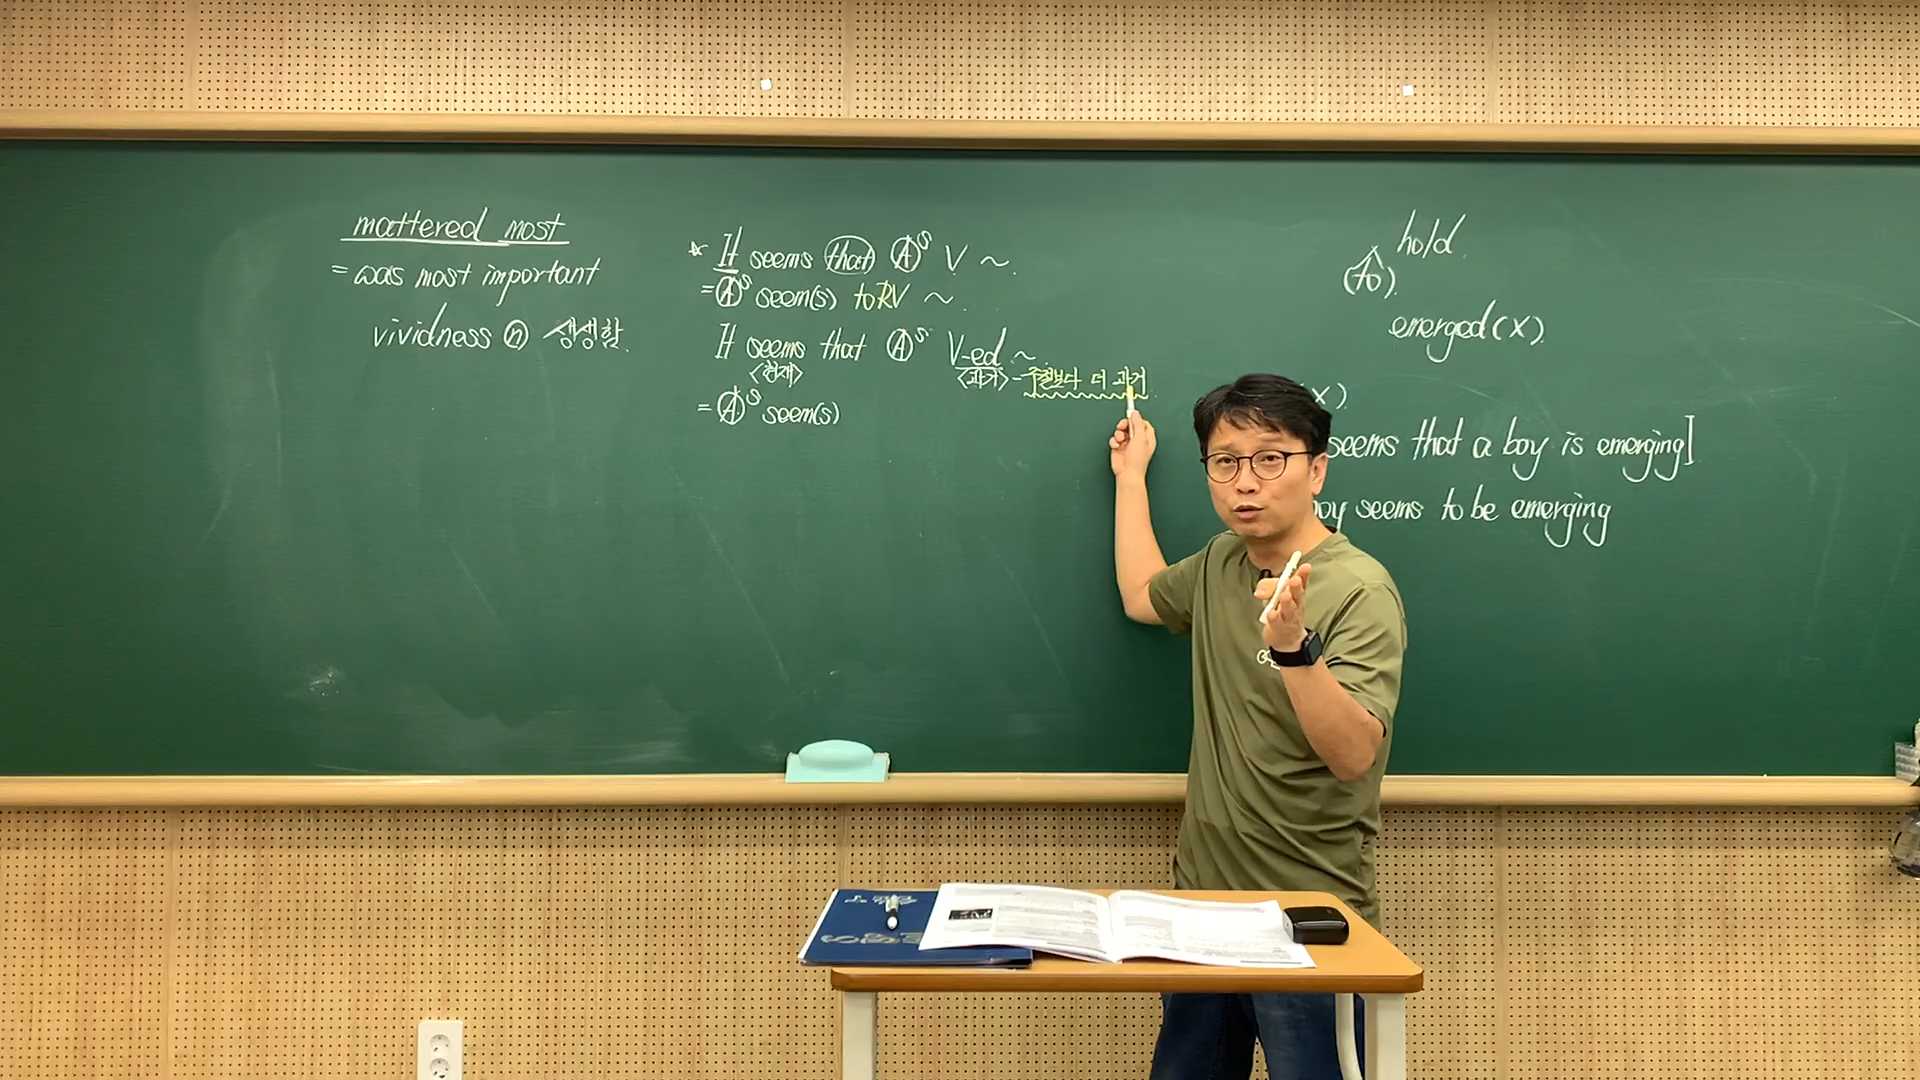 mattered most
= was most important
vividness ⓝ 생생함.
* It seems that Ⓐˢ V ~.
= Ⓐˢ seem(s) to RV ~.
It seems that Ⓐˢ V-ed ~.
<현재> <과거> - 주절보다 더 과거
= Ⓐˢ seem(s)
hold.
(to).
emerged (X).
X)
seems that a boy is emerging]
boy seems to be emerging